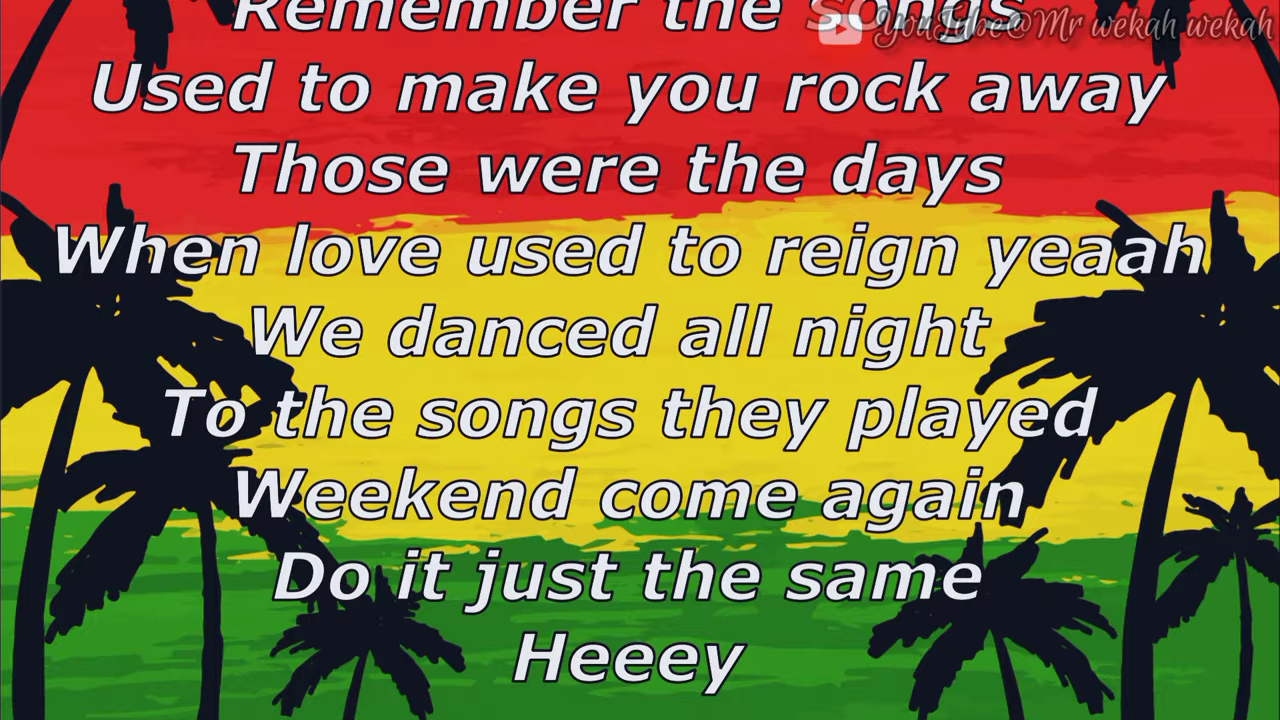 Remember the songs
YouTube@Mr wekah wekah
Used to make you rock away
Those were the days
When love used to reign yeaah
We danced all night
To the songs they played
Weekend come again
Do it just the same
Heeey